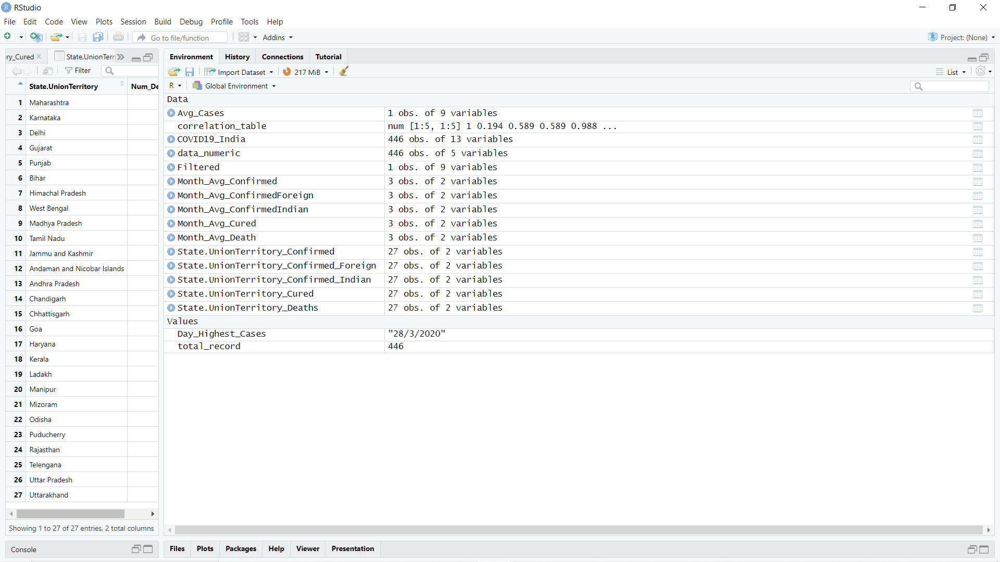 RStudio
File Edit Code View Plots Session Build Debug Profile Tools Help
Go to file/function Addins Project: (None)
ry_Cured State.UnionTerri
Filter
State.UnionTerritory Num_De
1 Maharashtra
2 Karnataka
3 Delhi
4 Gujarat
5 Punjab
6 Bihar
7 Himachal Pradesh
8 West Bengal
9 Madhya Pradesh
10 Tamil Nadu
11 Jammu and Kashmir
12 Andaman and Nicobar Islands
13 Andhra Pradesh
14 Chandigarh
15 Chhattisgarh
16 Goa
17 Haryana
18 Kerala
19 Ladakh
20 Manipur
21 Mizoram
22 Odisha
23 Puducherry
24 Rajasthan
25 Telengana
26 Uttar Pradesh
27 Uttarakhand
Showing 1 to 27 of 27 entries, 2 total columns
Console
Environment History Connections Tutorial
Import Dataset 217 MiB List
R Global Environment
Data
Avg_Cases 1 obs. of 9 variables
correlation_table num [1:5, 1:5] 1 0.194 0.589 0.589 0.988 ...
COVID19_India 446 obs. of 13 variables
data_numeric 446 obs. of 5 variables
Filtered 1 obs. of 9 variables
Month_Avg_Confirmed 3 obs. of 2 variables
Month_Avg_ConfirmedForeign 3 obs. of 2 variables
Month_Avg_ConfirmedIndian 3 obs. of 2 variables
Month_Avg_Cured 3 obs. of 2 variables
Month_Avg_Death 3 obs. of 2 variables
State.UnionTerritory_Confirmed 27 obs. of 2 variables
State.UnionTerritory_Confirmed_Foreign 27 obs. of 2 variables
State.UnionTerritory_Confirmed_Indian 27 obs. of 2 variables
State.UnionTerritory_Cured 27 obs. of 2 variables
State.UnionTerritory_Deaths 27 obs. of 2 variables
Values
Day_Highest_Cases "28/3/2020"
total_record 446
Files Plots Packages Help Viewer Presentation